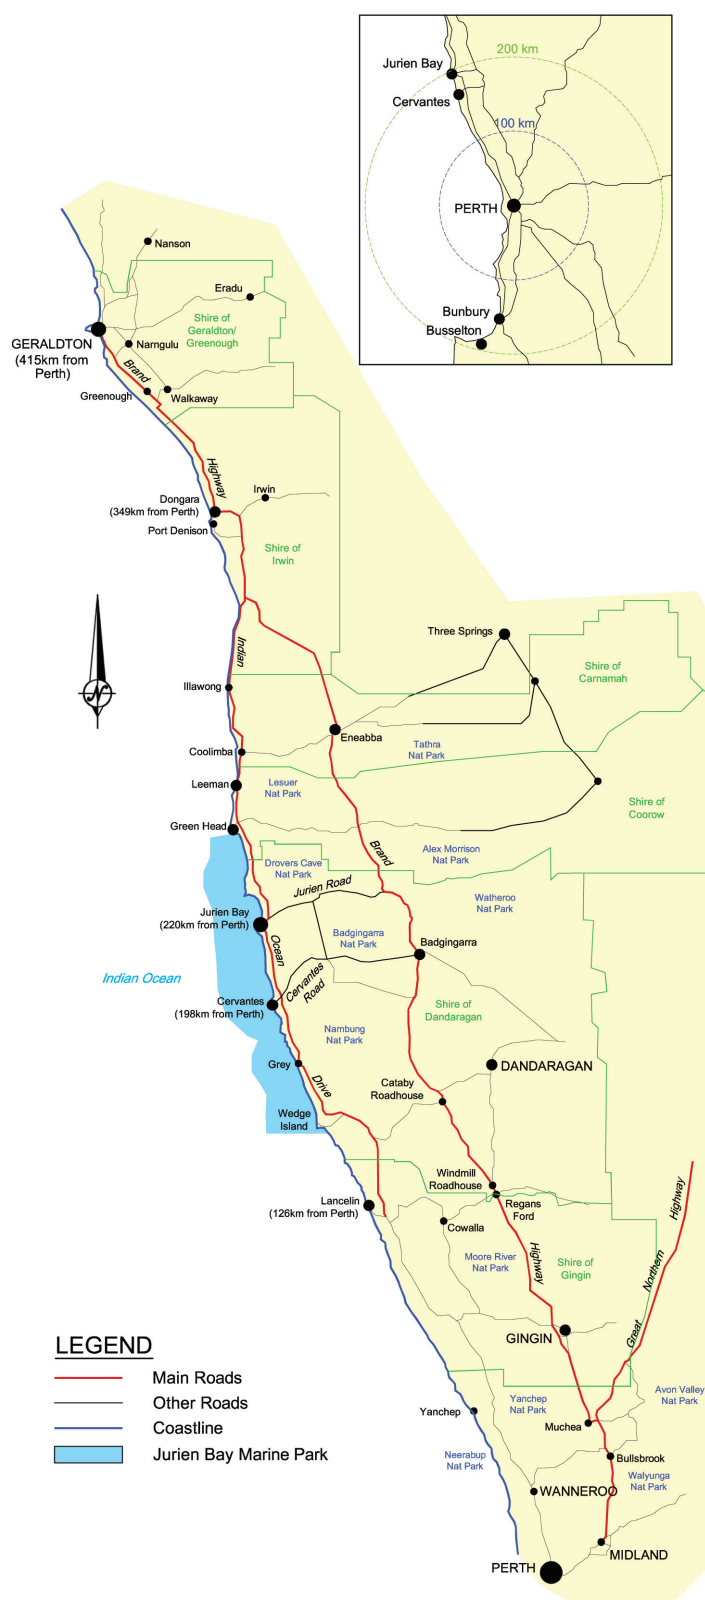 200 km
Jurien Bay
Cervantes
100 km
PERTH
Bunbury
Busselton
Nanson
Eradu
Shire of
Geraldton/
Greenough
GERALDTON
(415km from
Perth)
Narngulu
Brand
Greenough
Walkaway
Highway
Irwin
Dongara
(349km from Perth)
Port Denison
Shire of
Irwin
Three Springs
Indian
Shire of
Carnamah
Illawong
Eneabba
Tathra
Nat Park
Coolimba
Leeman
Lesuer
Nat Park
Shire of
Coorow
Green Head
Brand
Alex Morrison
Nat Park
Drovers Cave
Nat Park
Jurien Road
Watheroo
Nat Park
Jurien Bay
(220km from Perth)
Badgingarra
Nat Park
Badgingarra
Ocean
Indian Ocean
Cervantes
Road
Cervantes
(198km from Perth)
Shire of
Dandaragan
Nambung
Nat Park
Grey
DANDARAGAN
Drive
Cataby
Roadhouse
Wedge
Island
Windmill
Roadhouse
Highway
Lancelin
(126km from Perth)
Regans
Ford
Cowalla
Moore River
Nat Park
Highway
Shire of
Gingin
Northern
Great
GINGIN
LEGEND
Main Roads
Other Roads
Coastline
Jurien Bay Marine Park
Yanchep
Yanchep
Nat Park
Avon Valley
Nat Park
Muchea
Neerabup
Nat Park
Bullsbrook
Walyunga
Nat Park
WANNEROO
MIDLAND
PERTH
N